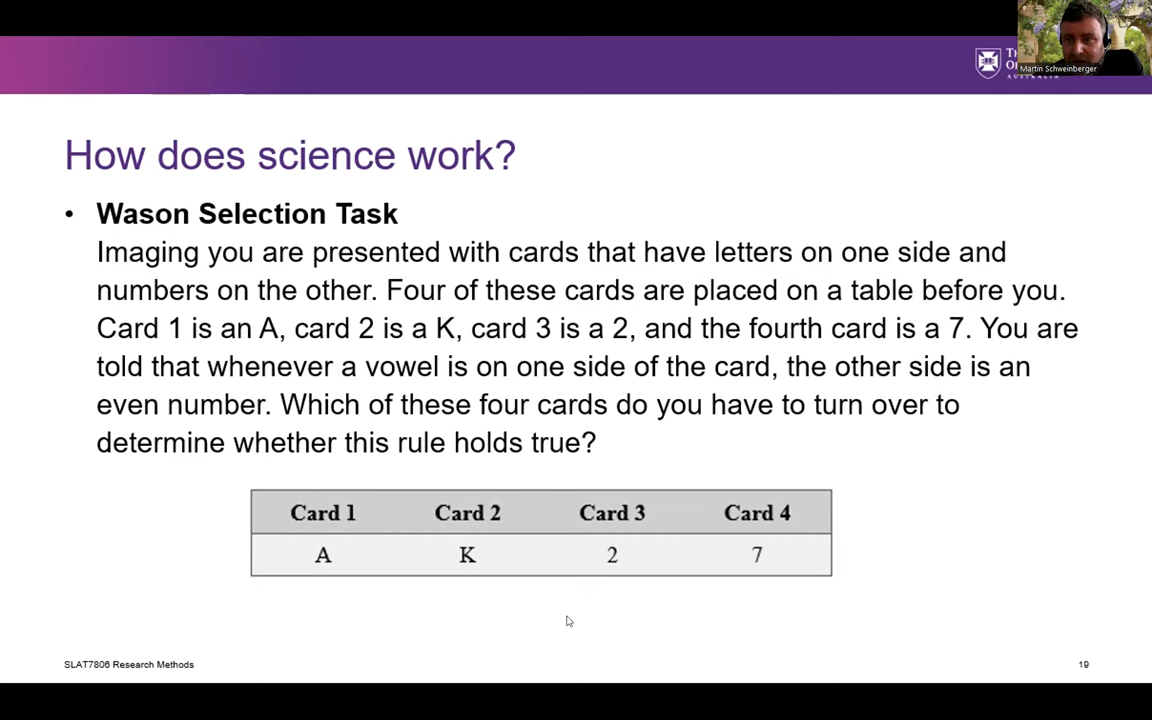 Martin Schweinberger
AUSTRALIA
How does science work?
• Wason Selection Task
Imaging you are presented with cards that have letters on one side and
numbers on the other. Four of these cards are placed on a table before you.
Card 1 is an A, card 2 is a K, card 3 is a 2, and the fourth card is a 7. You are
told that whenever a vowel is on one side of the card, the other side is an
even number. Which of these four cards do you have to turn over to
determine whether this rule holds true?
Card 1 Card 2 Card 3 Card 4
A K 2 7
SLAT7806 Research Methods 19